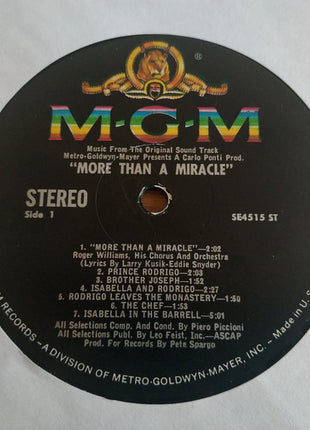 M·G·M
Music From The Original Sound Track
Metro-Goldwyn-Mayer Presents A Carlo Ponti Prod.
"MORE THAN A MIRACLE"
STEREO
Side 1
SE4515 ST
1. "MORE THAN A MIRACLE"—2:02
Roger Williams, His Chorus And Orchestra
(Lyrics By Larry Kusik-Eddie Snyder)
2. PRINCE RODRIGO—2:03
3. BROTHER JOSEPH—1:52
4. ISABELLA AND RODRIGO—2:27
5. RODRIGO LEAVES THE MONASTERY—1:50
6. THE CHEF—1:03
7. ISABELLA IN THE BARRELL—5:01
All Selections Comp. And Cond. By Piero Piccioni
All Selections Publ. By Leo Feist, Inc.—ASCAP
Prod. For Records By Pete Spargo
M RECORDS - A DIVISION OF METRO-GOLDWYN-MAYER, INC. - Made in U.S.